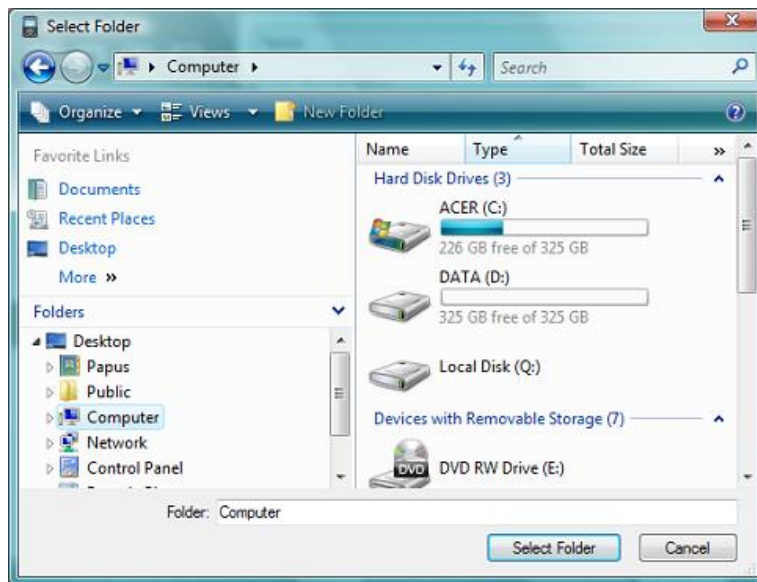 Select Folder
Computer
Search
Organize Views New Folder
Favorite Links
Documents
Recent Places
Desktop
More »
Folders
Desktop
Papus
Public
Computer
Network
Control Panel
Name Type Total Size »
Hard Disk Drives (3)
ACER (C:)
226 GB free of 325 GB
DATA (D:)
325 GB free of 325 GB
Local Disk (Q:)
Devices with Removable Storage (7)
DVD
DVD RW Drive (E:)
Folder: Computer
Select Folder Cancel